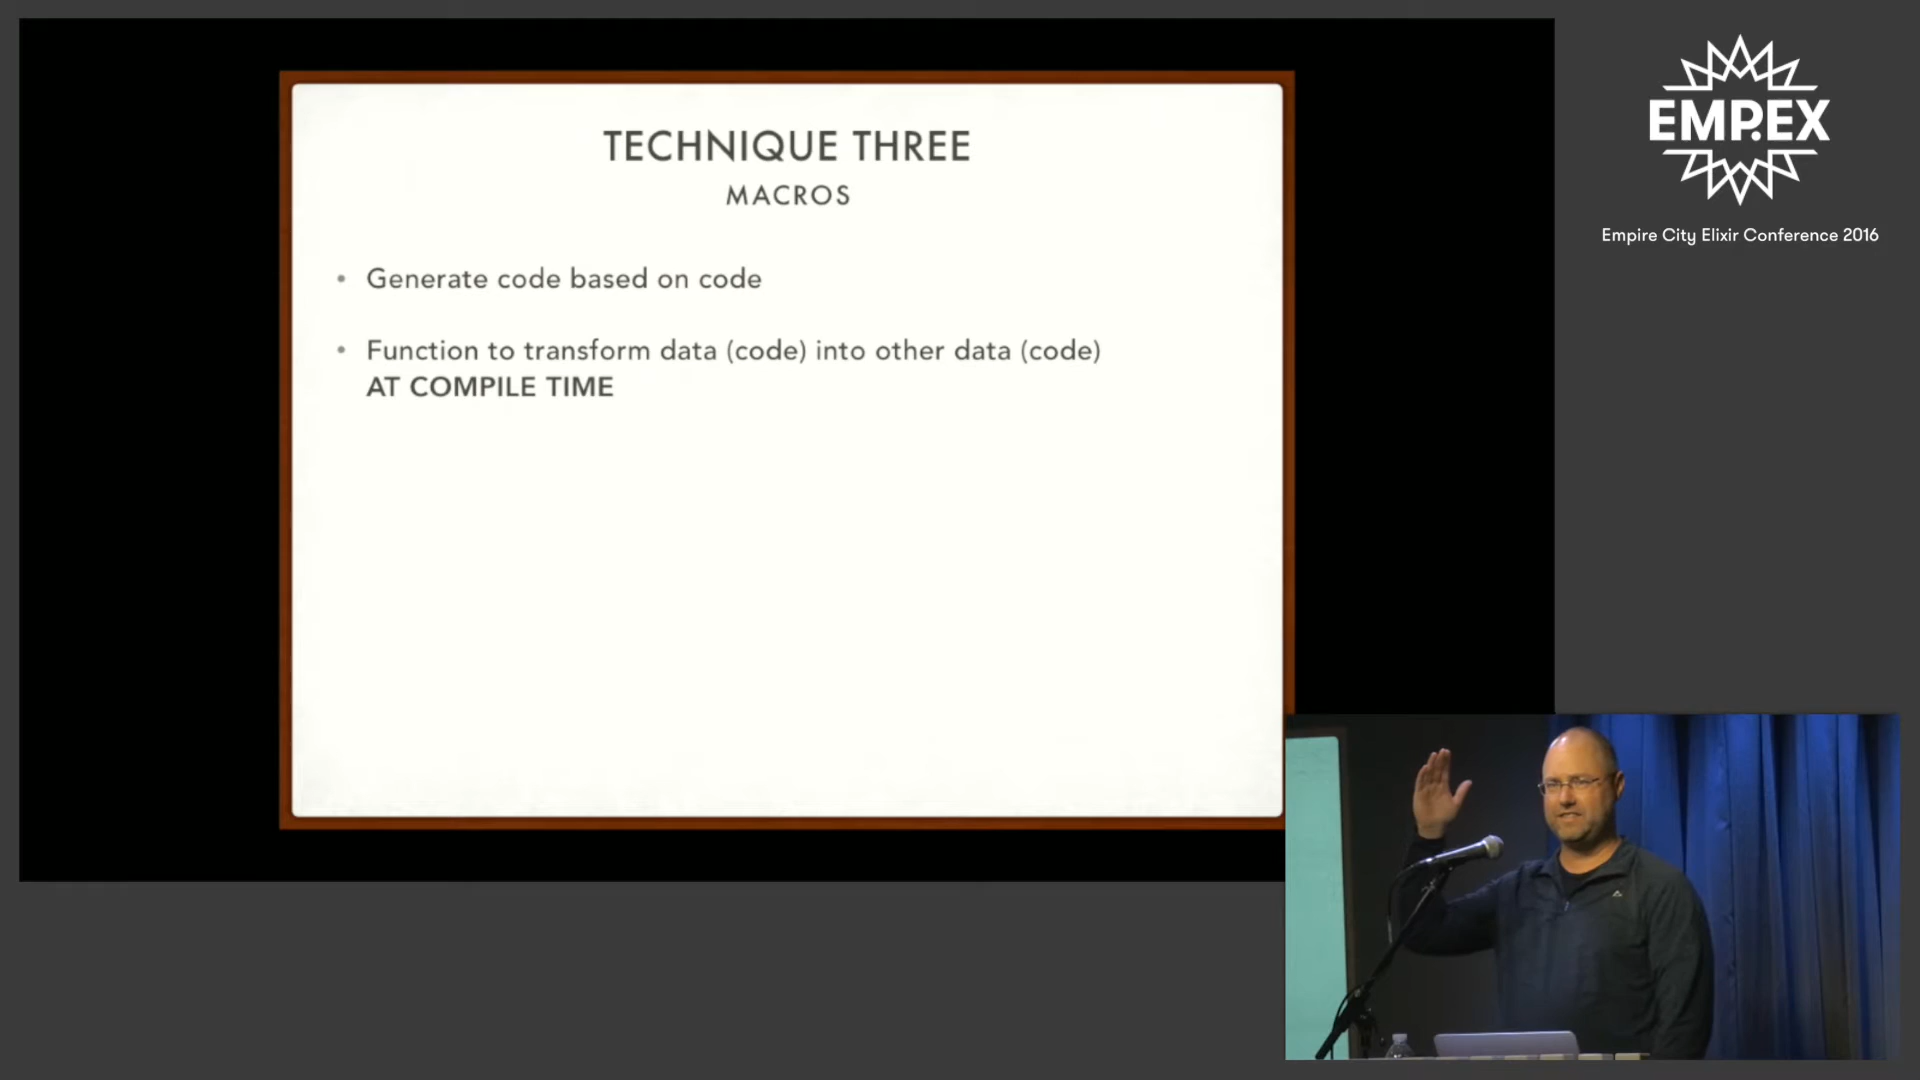 TECHNIQUE THREE
MACROS
• Generate code based on code
• Function to transform data (code) into other data (code)
AT COMPILE TIME
EMPEX
Empire City Elixir Conference 2016